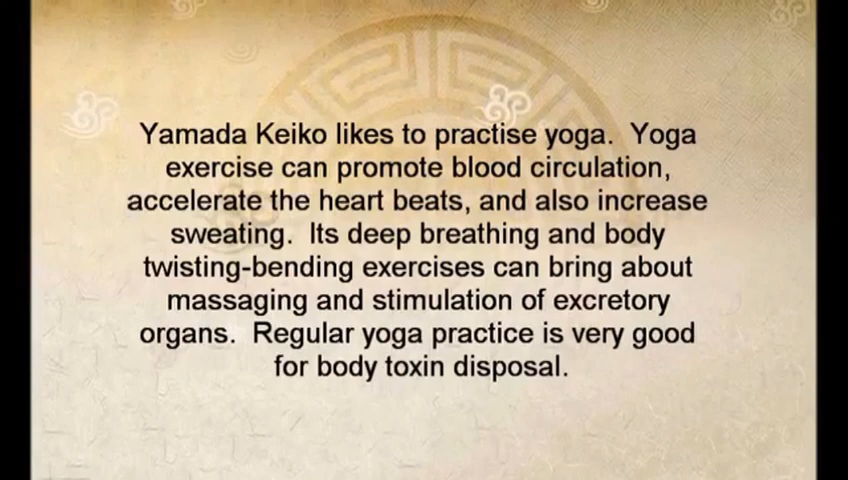 Yamada Keiko likes to practise yoga.  Yoga
exercise can promote blood circulation,
accelerate the heart beats, and also increase
sweating.  Its deep breathing and body
twisting-bending exercises can bring about
massaging and stimulation of excretory
organs.  Regular yoga practice is very good
for body toxin disposal.